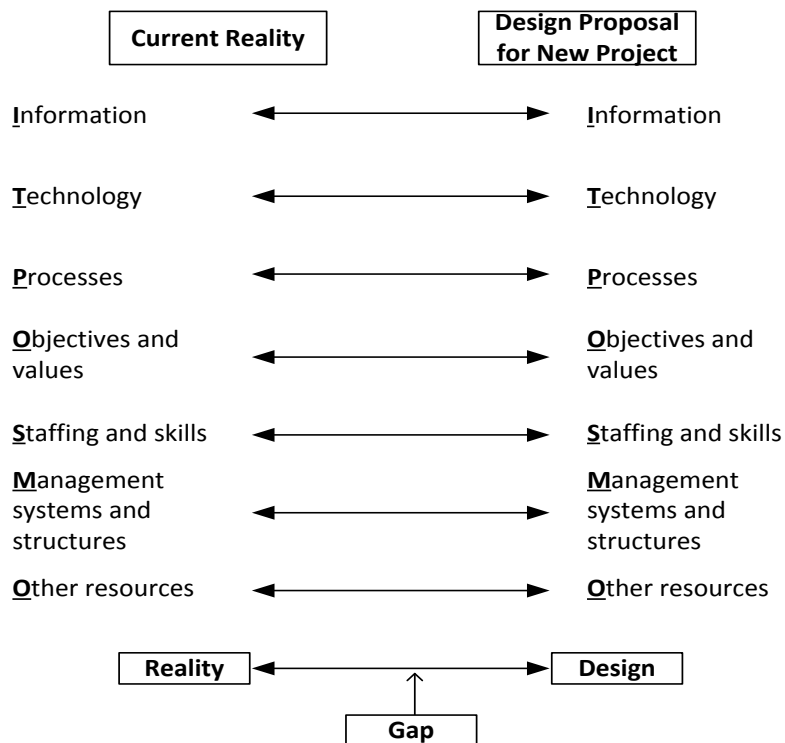 Current Reality
Design Proposal
for New Project
Information
Information
Technology
Technology
Processes
Processes
Objectives and
values
Objectives and
values
Staffing and skills
Staffing and skills
Management
systems and
structures
Management
systems and
structures
Other resources
Other resources
Reality
Design
Gap